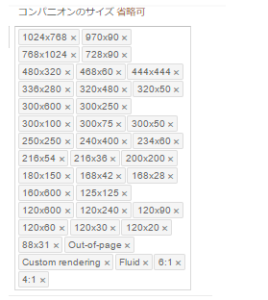 コンパニオンのサイズ 省略可
1024x768 × 970x90 ×
768x1024 × 728x90 ×
480x320 × 468x60 × 444x444 ×
336x280 × 320x480 × 320x50 ×
300x600 × 300x250 ×
300x100 × 300x75 × 300x50 ×
250x250 × 240x400 × 234x60 ×
216x54 × 216x36 × 200x200 ×
180x150 × 168x42 × 168x28 ×
160x600 × 125x125 ×
120x600 × 120x240 × 120x90 ×
120x60 × 120x30 × 120x20 ×
88x31 × Out-of-page ×
Custom rendering × Fluid × 6:1 ×
4:1 ×